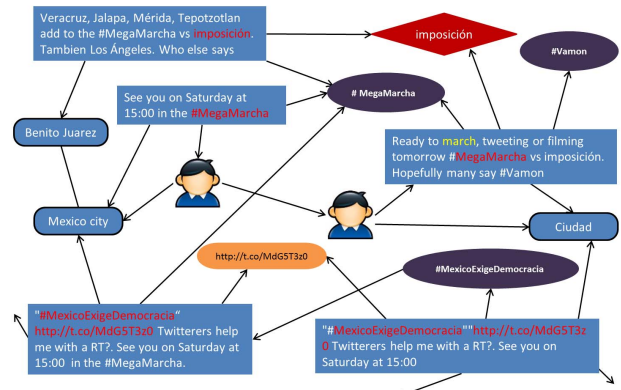 Veracruz, Jalapa, Mérida, Tepotzotlan
add to the #MegaMarcha vs imposición.
Tambien Los Ángeles. Who else says
imposición
#Vamon
# MegaMarcha
See you on Saturday at
15:00 in the #MegaMarcha
Benito Juarez
Ready to march, tweeting or filming
tomorrow #MegaMarcha vs imposición.
Hopefully many say #Vamon
Mexico city
Ciudad
http://t.co/MdG5T3z0
#MexicoExigeDemocracia
"#MexicoExigeDemocracia“
http://t.co/MdG5T3z0 Twitterers help
me with a RT?. See you on Saturday at
15:00  in the #MegaMarcha.
"#MexicoExigeDemocracia""http://t.co/MdG5T3z
0 Twitterers help me with a RT?. See you on
Saturday at 15:00